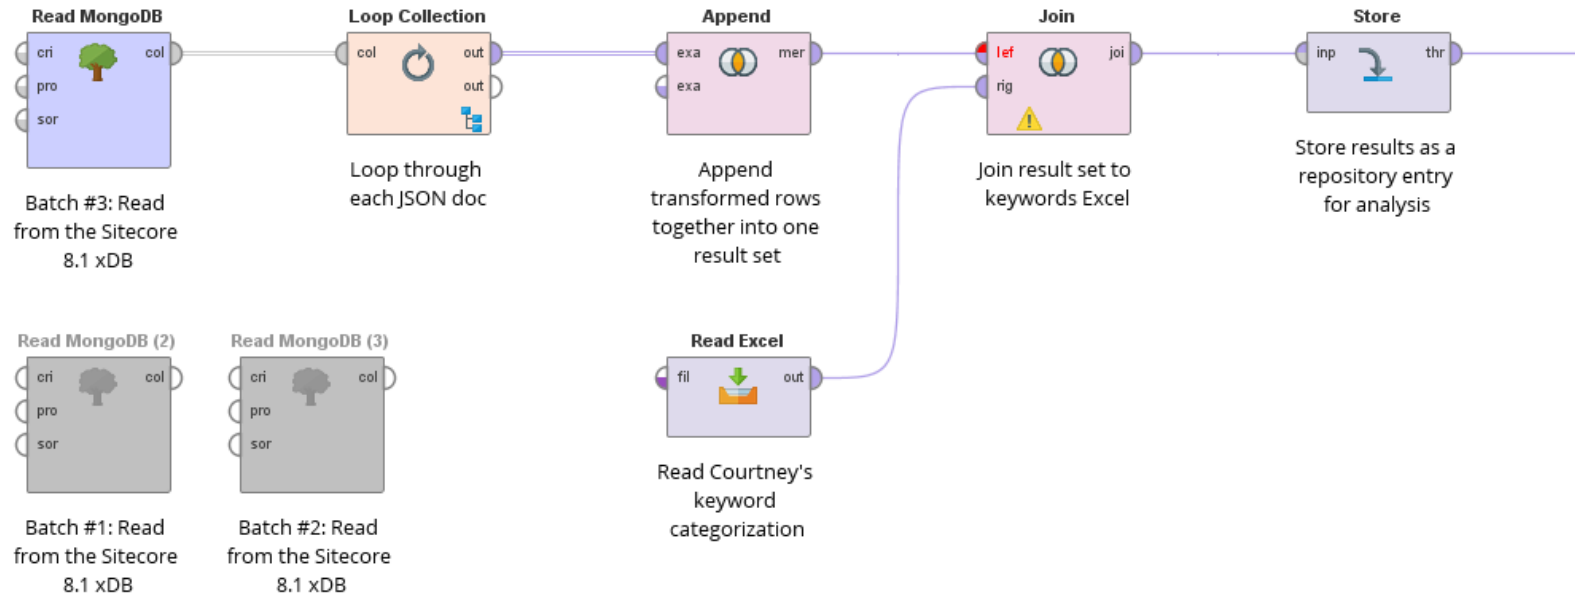 Read MongoDB
cri
col
pro
sor
Batch #3: Read
from the Sitecore
8.1 xDB
Loop Collection
col
out
out
Loop through
each JSON doc
Append
exa
mer
exa
Append
transformed rows
together into one
result set
Join
lef
joi
rig
Join result set to
keywords Excel
Store
inp
thr
Store results as a
repository entry
for analysis
Read MongoDB (2)
cri
col
pro
sor
Batch #1: Read
from the Sitecore
8.1 xDB
Read MongoDB (3)
cri
col
pro
sor
Batch #2: Read
from the Sitecore
8.1 xDB
Read Excel
fil
out
Read Courtney's
keyword
categorization